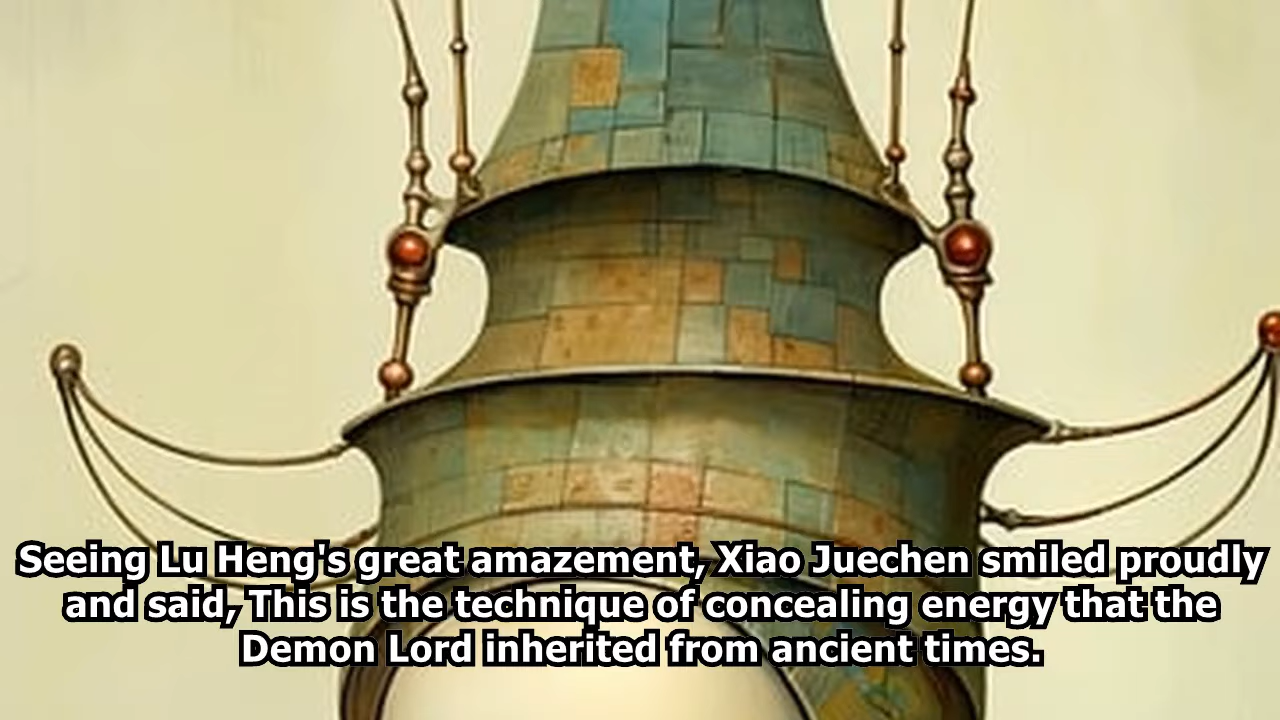 Seeing Lu Heng's great amazement, Xiao Juechen smiled proudly
and said, This is the technique of concealing energy that the
Demon Lord inherited from ancient times.